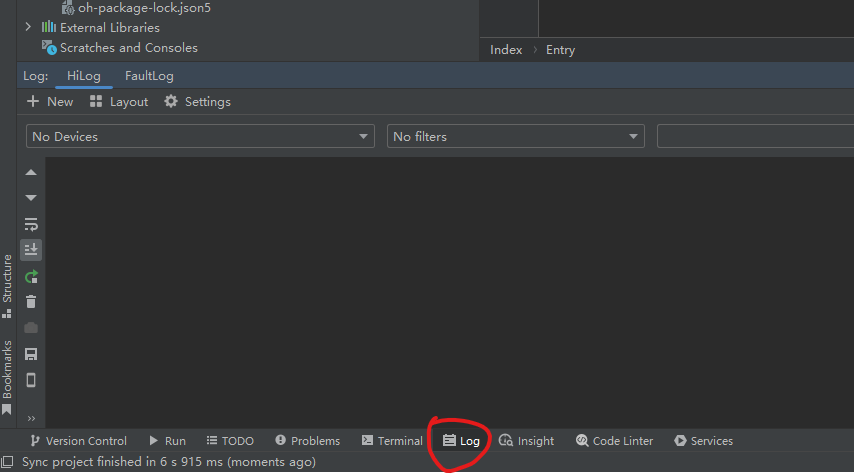 oh-package-lock.json5
External Libraries
Scratches and Consoles
Index > Entry
Log: HiLog FaultLog
New Layout Settings
No Devices No filters
Structure
Bookmarks
Version Control Run TODO Problems Terminal Log Insight Code Linter Services
Sync project finished in 6 s 915 ms (moments ago)